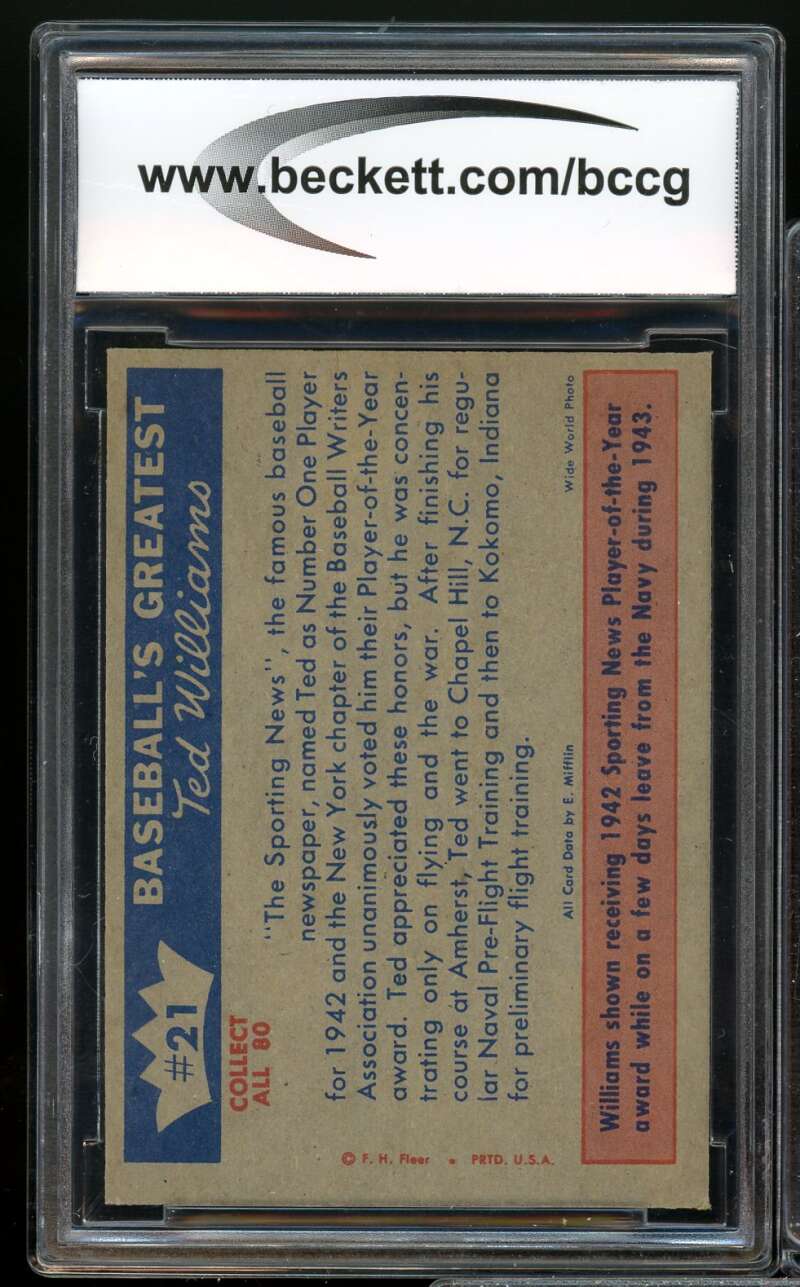 www.beckett.com/bccg
#21
BASEBALL'S GREATEST
Ted Williams
COLLECT
ALL 80
"The Sporting News", the famous baseball
newspaper, named Ted as Number One Player
for 1942 and the New York chapter of the Baseball Writers
Association unanimously voted him their Player-of-the-Year
award. Ted appreciated these honors, but he was concen-
trating only on flying and the war. After finishing his
course at Amherst, Ted went to Chapel Hill, N.C. for regu-
lar Naval Pre-Flight Training and then to Kokomo, Indiana
for preliminary flight training.
© F. H. Fleer • PRTD. U.S.A.
All Card Data by E. Mifflin
Wide World Photo
Williams shown receiving 1942 Sporting News Player-of-the-Year
award while on a few days leave from the Navy during 1943.